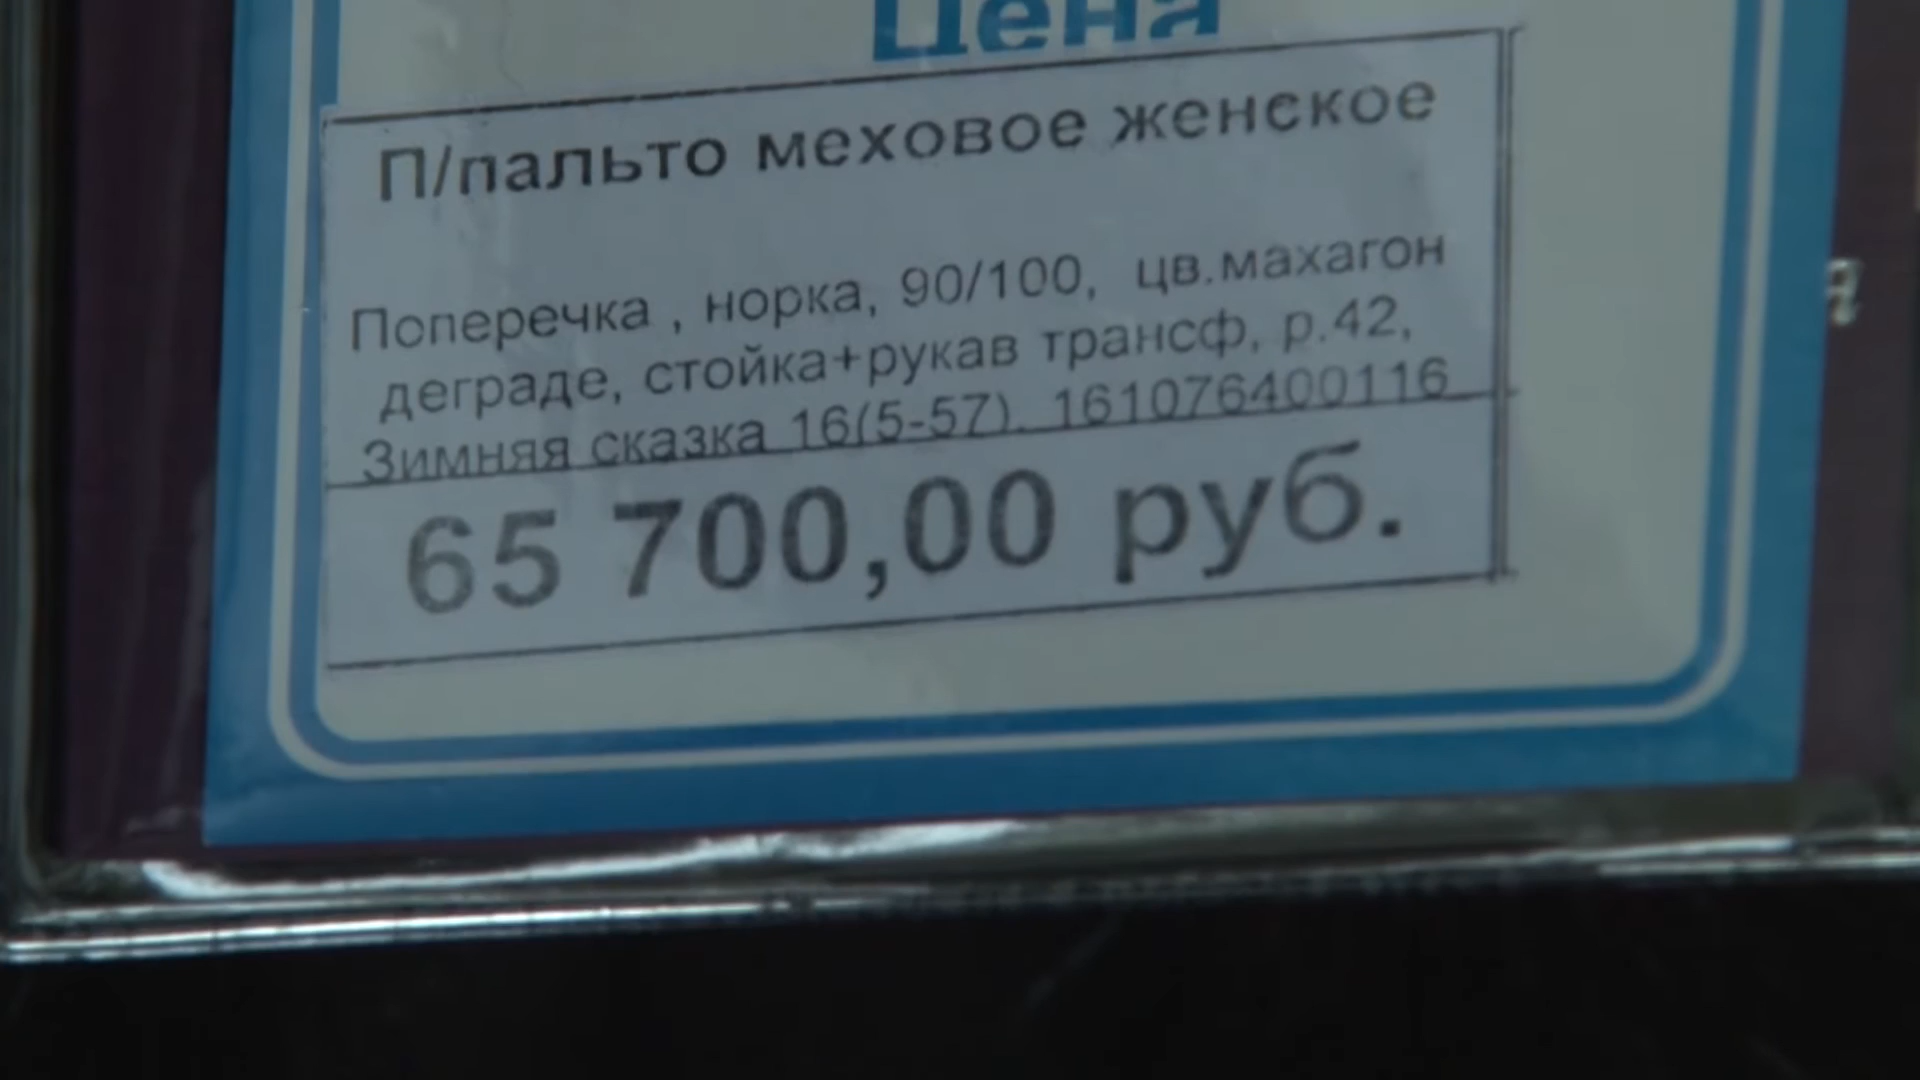 Цена
П/пальто меховое женское
Поперечка , норка, 90/100, цв.махагон
деграде, стойка+рукав трансф, р.42,
Зимняя сказка 16(5-57), 161076400116
65 700,00 руб.